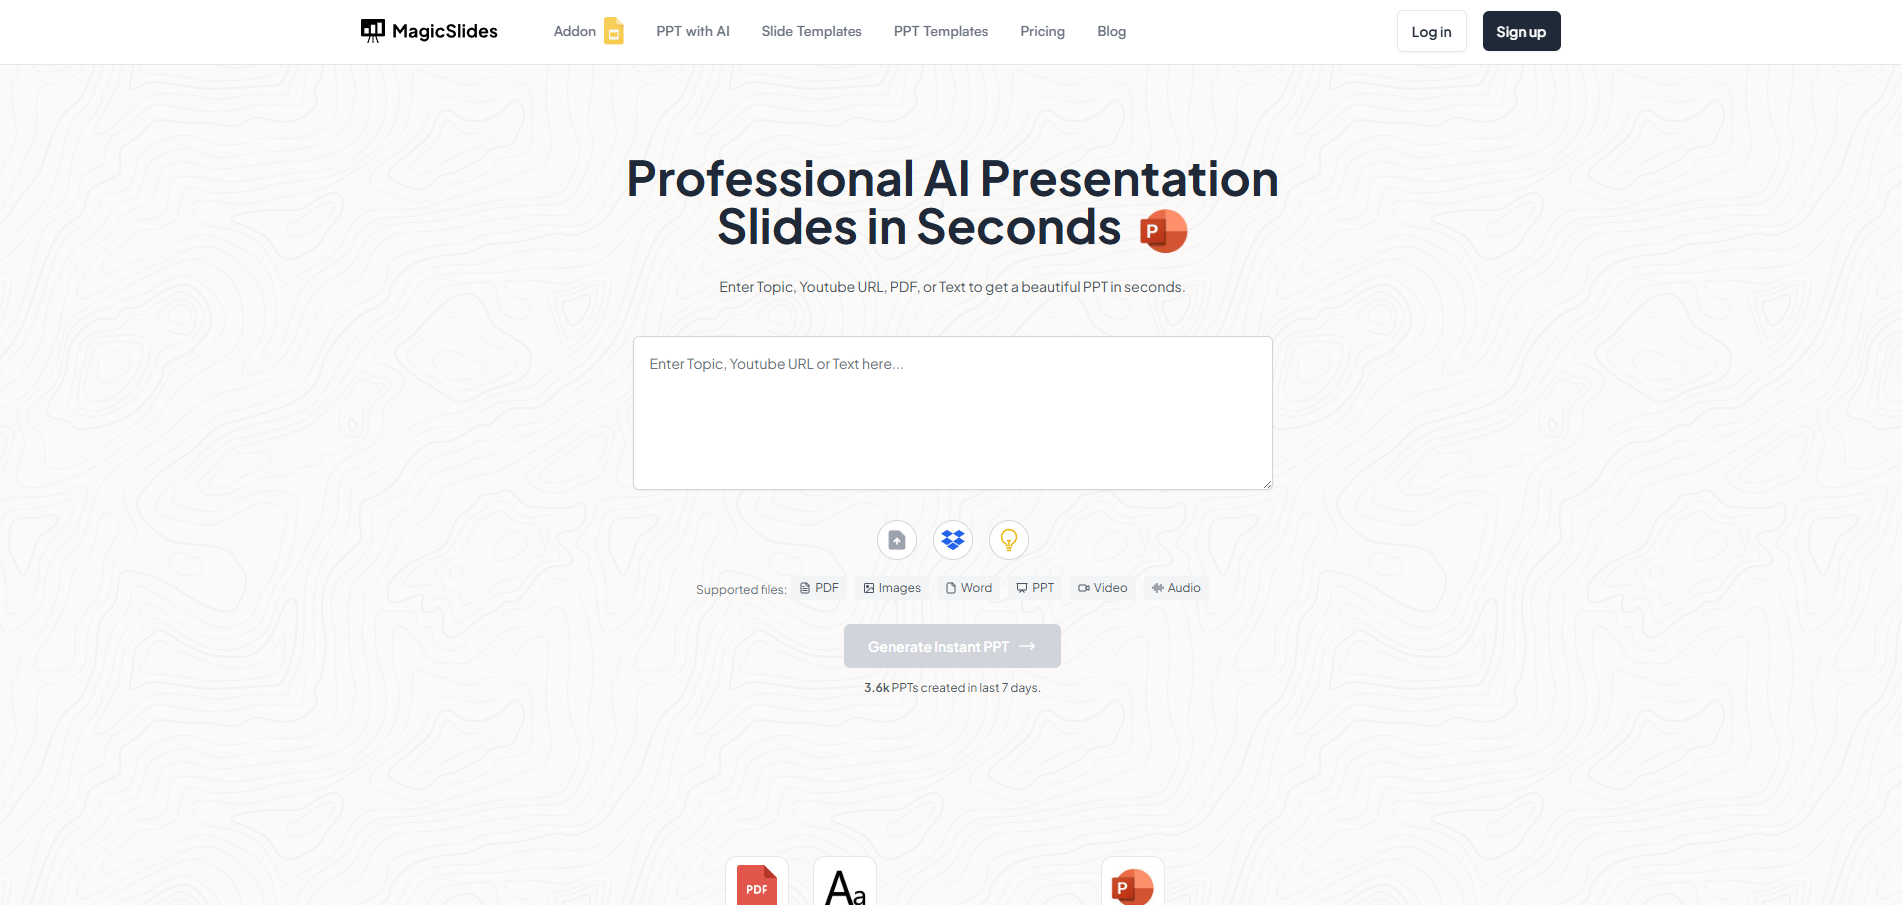 MagicSlides
Addon
PPT with AI
Slide Templates
PPT Templates
Pricing
Blog
Log in
Sign up
Professional AI Presentation
Slides in Seconds
P
Enter Topic, Youtube URL, PDF, or Text to get a beautiful PPT in seconds.
Enter Topic, Youtube URL or Text here...
Supported files: PDF Images Word PPT Video Audio
Generate Instant PPT →
3.6k PPTs created in last 7 days.
PDF
Aa
P